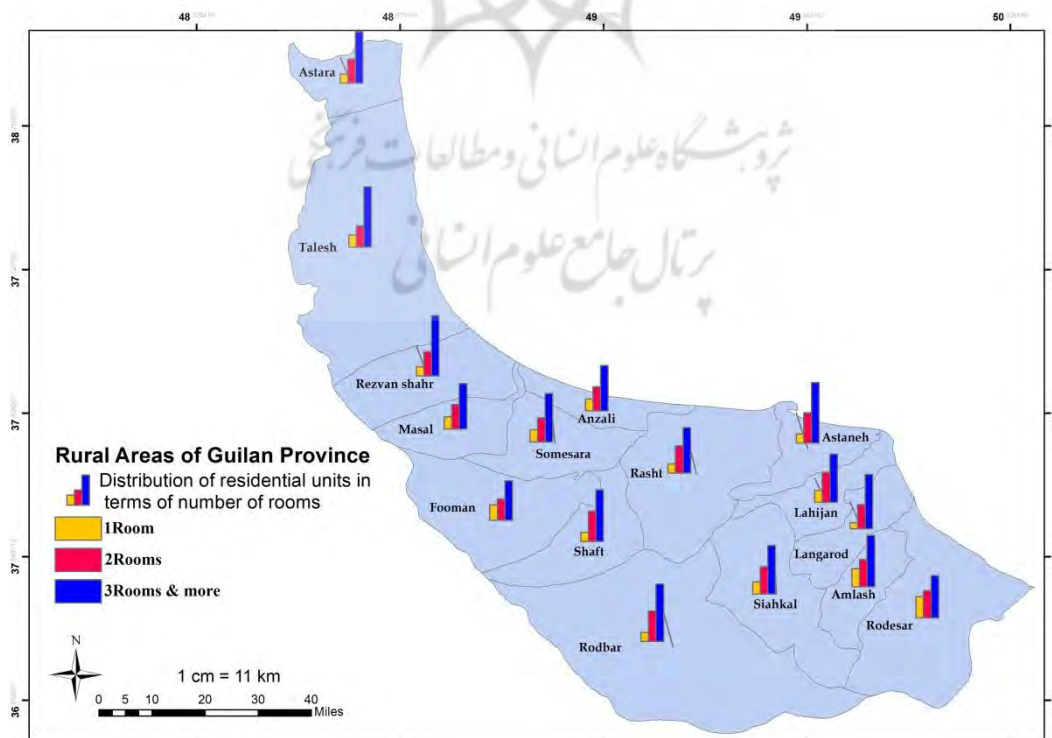 48 48 49 49 50
Astara
پژوهشگاه علوم انسانی و مطالعات فرهنگی
38
پرتال جامع علوم انسانی
Talesh
37
Rezvan shahr
Masal
Anzali
Somesara
Astaneh
Rasht
37
Rural Areas of Guilan Province
Distribution of residential units in
terms of number of rooms
1Room
2Rooms
3Rooms & more
Fooman
Lahijan
Shaft
Langarod
37
Siahkal
Amlash
Rodesar
Rodbar
N
1 cm = 11 km
0 5 10 20 30 40
Miles
36